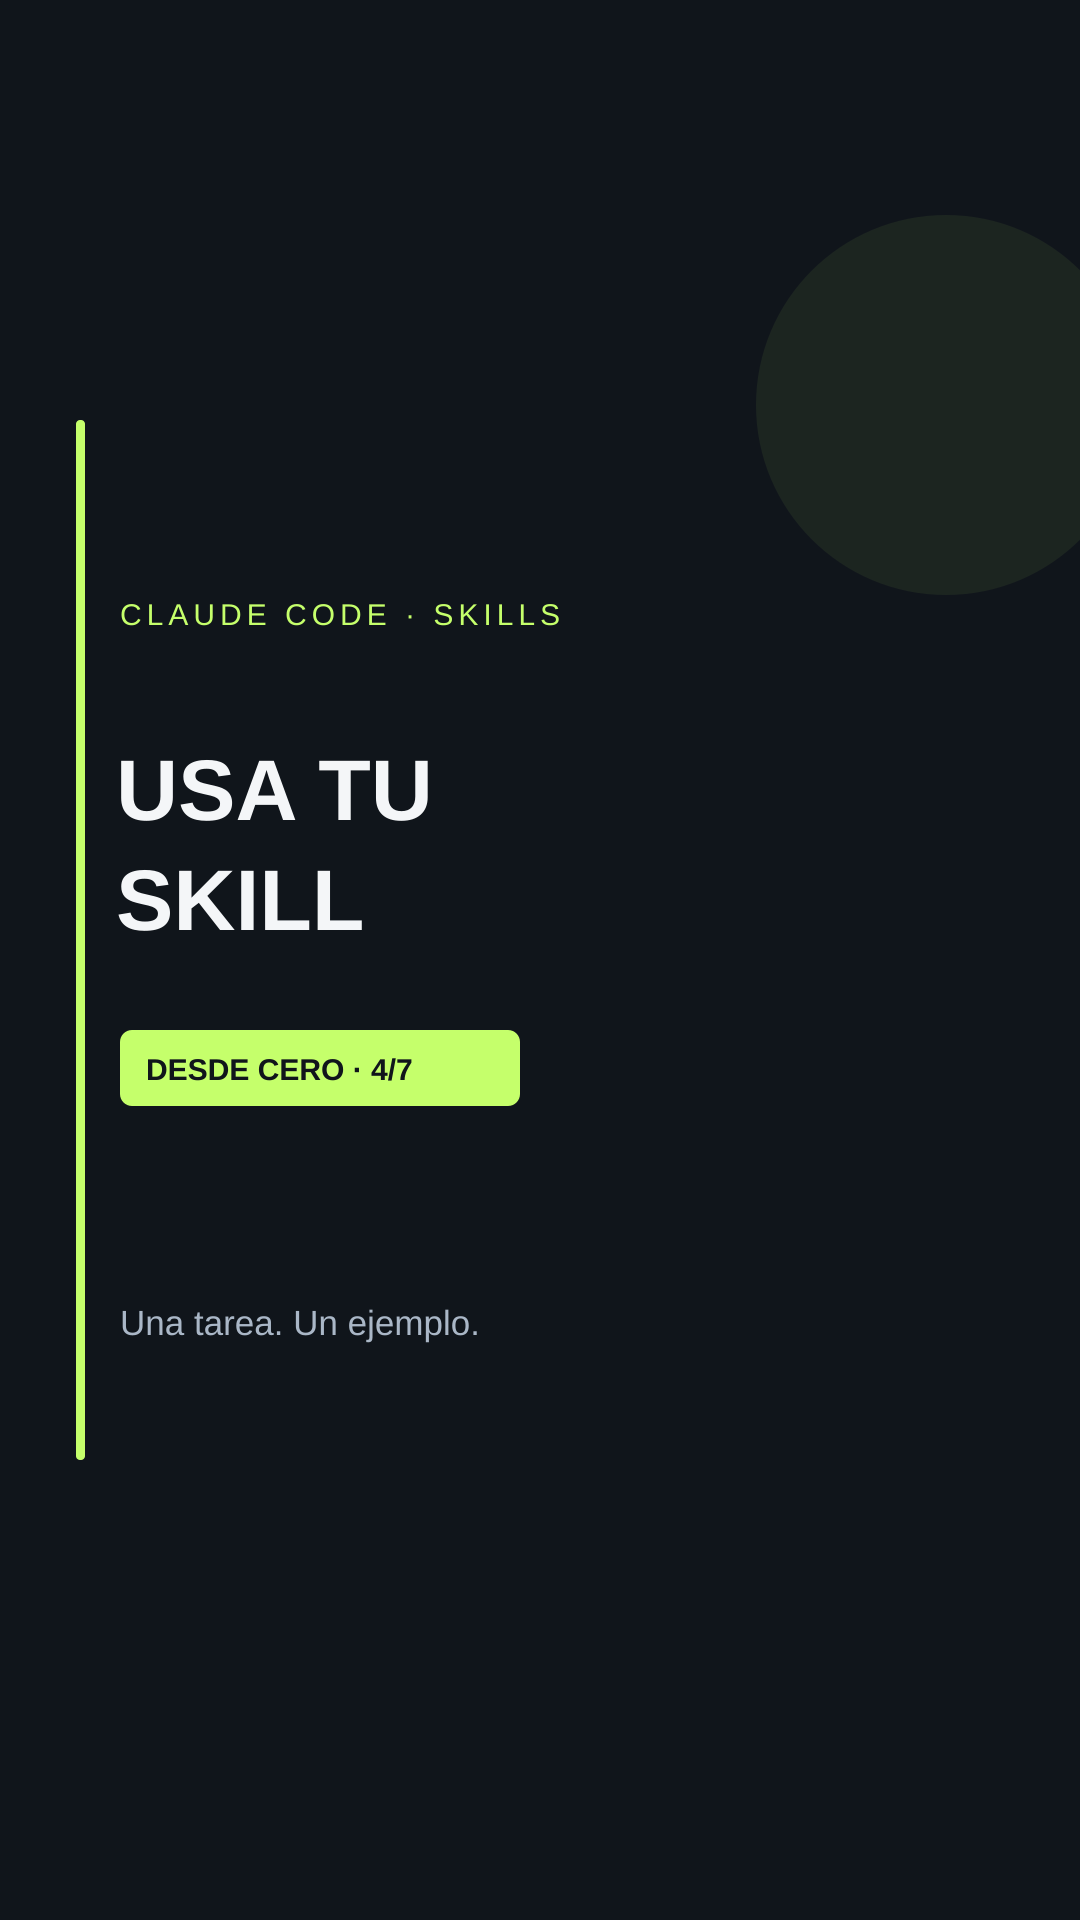 CLAUDE CODE · SKILLS
USA TU
SKILL
DESDE CERO · 4/7
Una tarea. Un ejemplo.